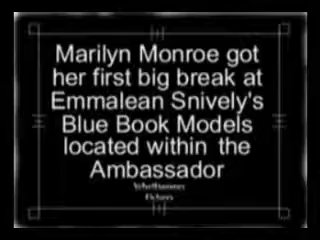 Marilyn Monroe got
her first big break at
Emmalean Snively's
Blue Book Models
located within the
Ambassador